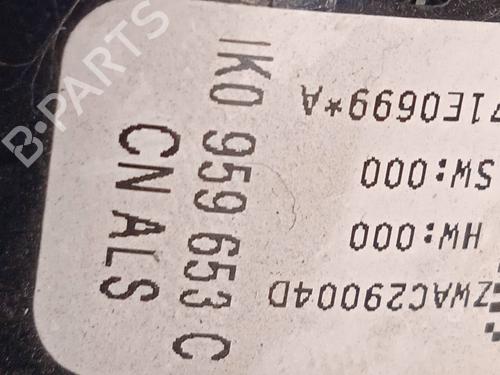 1K0 959 653 C
CN ALS
71E0699*A
SW:000
HW:000
ZWAC29004D
B-PARTS